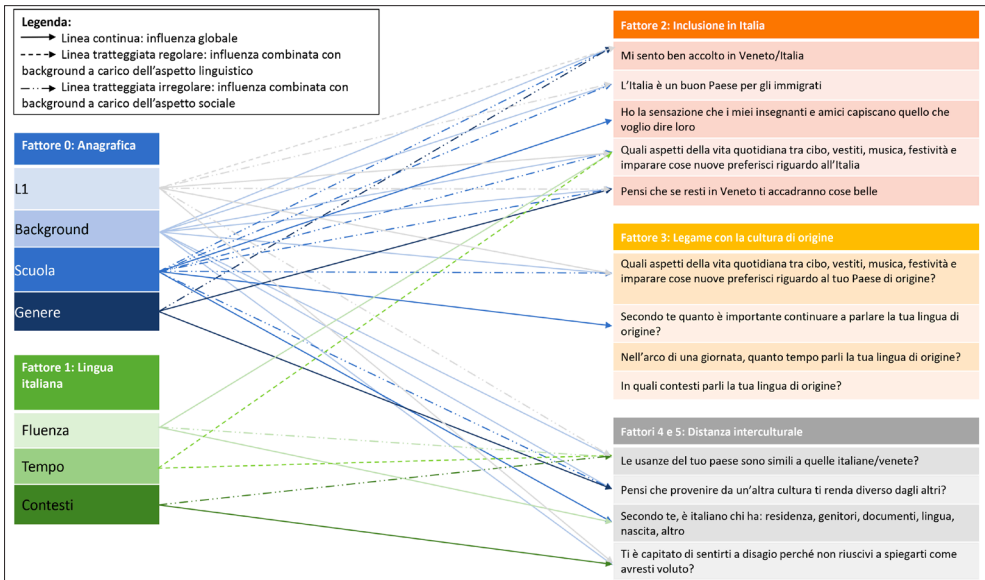 Legenda:
Linea continua: influenza globale
Linea tratteggiata regolare: influenza combinata con
background a carico dell'aspetto linguistico
Linea tratteggiata irregolare: influenza combinata con
background a carico dell'aspetto sociale
Fattore 0: Anagrafica
L1
Background
Scuola
Genere
Fattore 1: Lingua
italiana
Fluenza
Tempo
Contesti
Fattore 2: Inclusione in Italia
Mi sento ben accolto in Veneto/Italia
L'Italia è un buon Paese per gli immigrati
Ho la sensazione che i miei insegnanti e amici capiscano quello che
voglio dire loro
Quali aspetti della vita quotidiana tra cibo, vestiti, musica, festività e
imparare cose nuove preferisci riguardo all'Italia
Pensi che se resti in Veneto ti accadranno cose belle
Fattore 3: Legame con la cultura di origine
Quali aspetti della vita quotidiana tra cibo, vestiti, musica, festività e
imparare cose nuove preferisci riguardo al tuo Paese di origine?
Secondo te quanto è importante continuare a parlare la tua lingua di
origine?
Nell'arco di una giornata, quanto tempo parli la tua lingua di origine?
In quali contesti parli la tua lingua di origine?
Fattori 4 e 5: Distanza interculturale
Le usanze del tuo paese sono simili a quelle italiane/venete?
Pensi che provenire da un'altra cultura ti renda diverso dagli altri?
Secondo te, è italiano chi ha: residenza, genitori, documenti, lingua,
nascita, altro
Ti è capitato di sentirti a disagio perché non riuscivi a spiegarti come
avresti voluto?